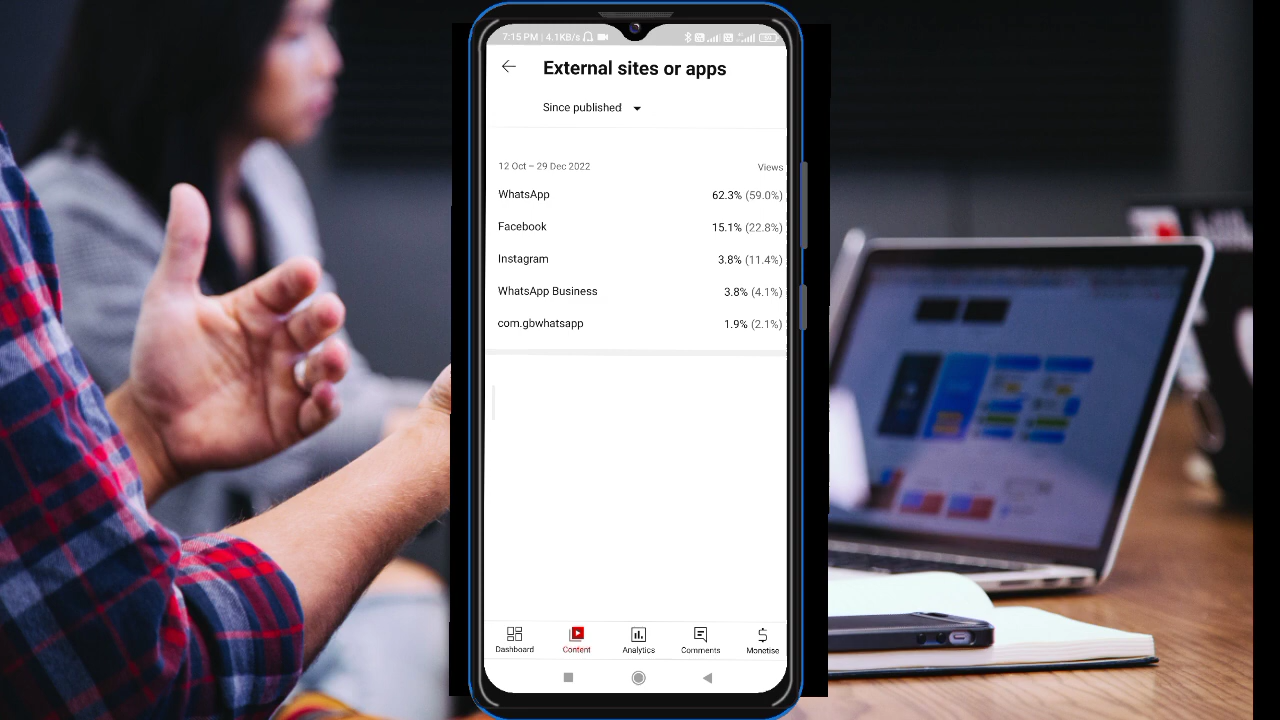 7:15 PM | 4.1KB/s
External sites or apps
Since published
12 Oct – 29 Dec 2022 Views
WhatsApp 62.3% (59.0%)
Facebook 15.1% (22.8%)
Instagram 3.8% (11.4%)
WhatsApp Business 3.8% (4.1%)
com.gbwhatsapp 1.9% (2.1%)
Dashboard Content Analytics Comments Monetise